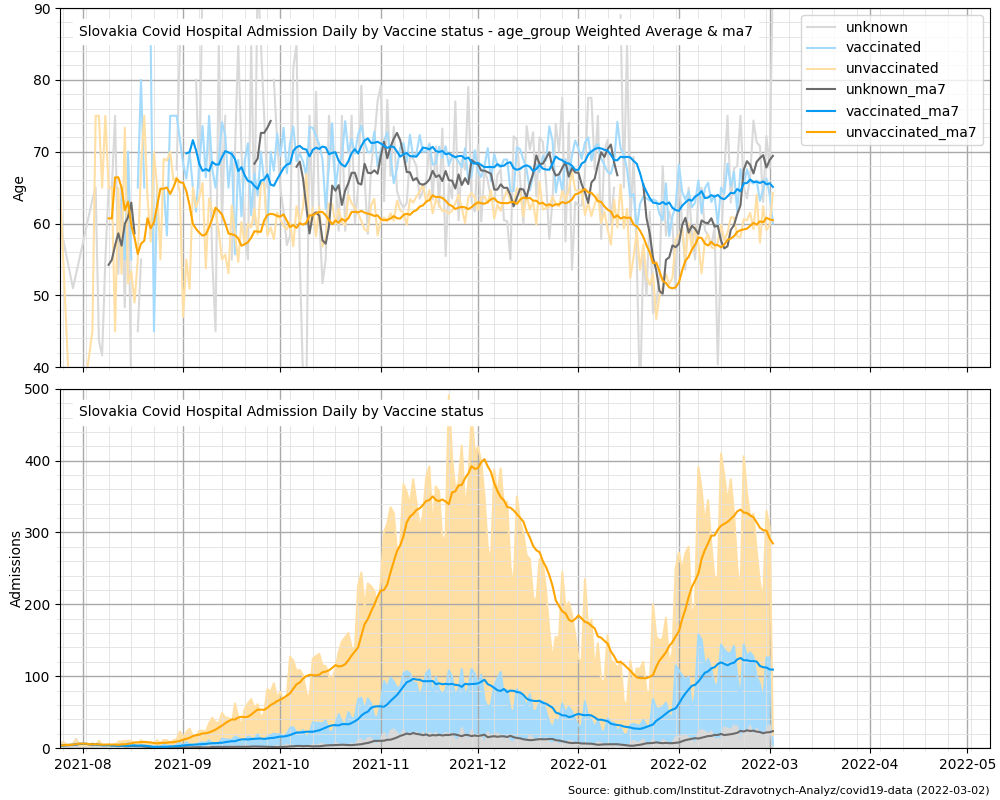 Slovakia Covid Hospital Admission Daily by Vaccine status - age_group Weighted Average & ma7
unknown
vaccinated
unvaccinated
unknown_ma7
vaccinated_ma7
unvaccinated_ma7
Age
90
80
70
60
50
40
Slovakia Covid Hospital Admission Daily by Vaccine status
Admissions
500
400
300
200
100
0
2021-08 2021-09 2021-10 2021-11 2021-12 2022-01 2022-02 2022-03 2022-04 2022-05
Source: github.com/Institut-Zdravotnych-Analyz/covid19-data (2022-03-02)